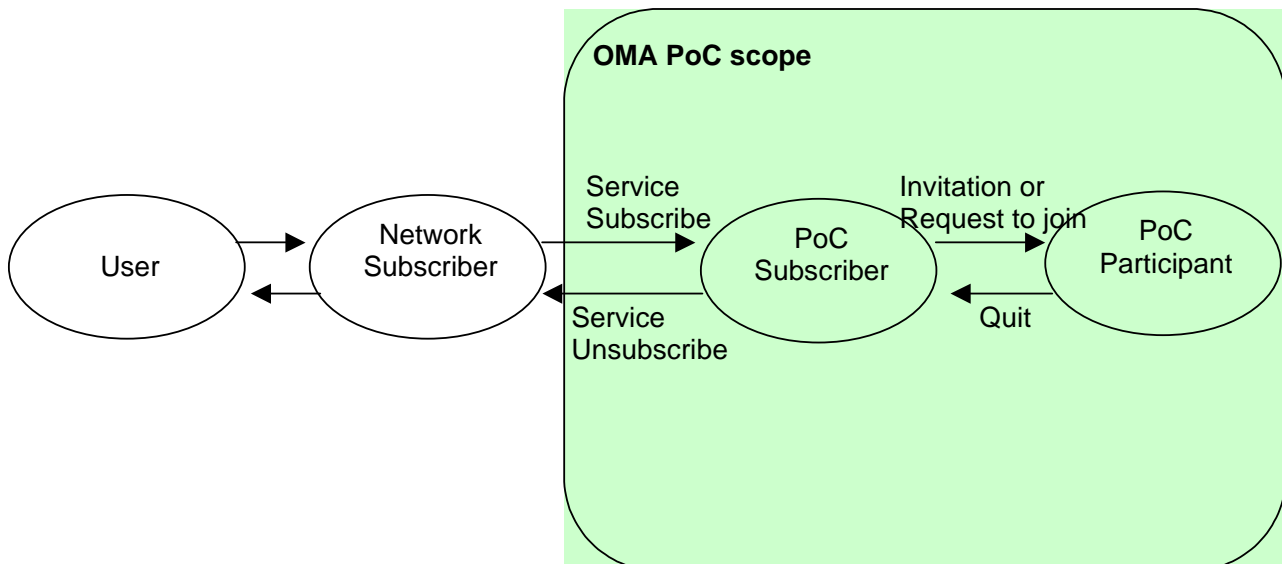 OMA PoC scope
Service
Subscribe
Invitation or
Request to join
User
Network
Subscriber
PoC
Subscriber
PoC
Participant
Service
Unsubscribe
Quit